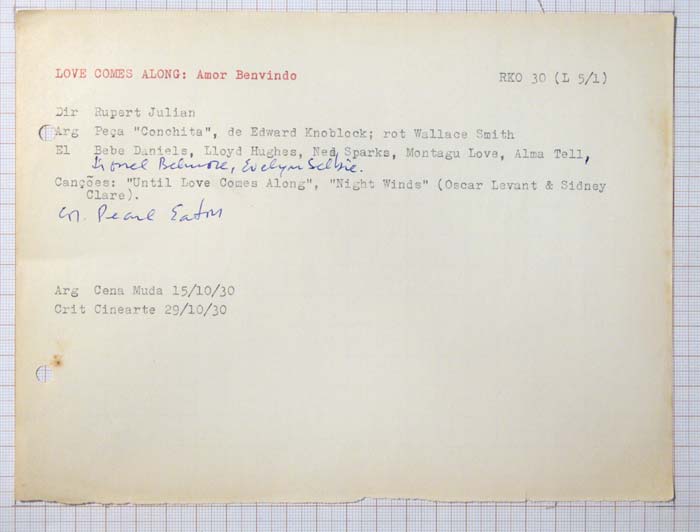 LOVE COMES ALONG: Amor Benvindo RKO 30 (L 5/1)
Dir Rupert Julian
Arg Peça "Conchita", de Edward Knoblock; rot Wallace Smith
El Bebe Daniels, Lloyd Hughes, Ned Sparks, Montagu Love, Alma Tell,
Lionel Belmore, Evelyn Selbie.
Canções: "Until Love Comes Along", "Night Winds" (Oscar Levant & Sidney
Clare).
Pearl Eaton
Arg Cena Muda 15/10/30
Crit Cinearte 29/10/30